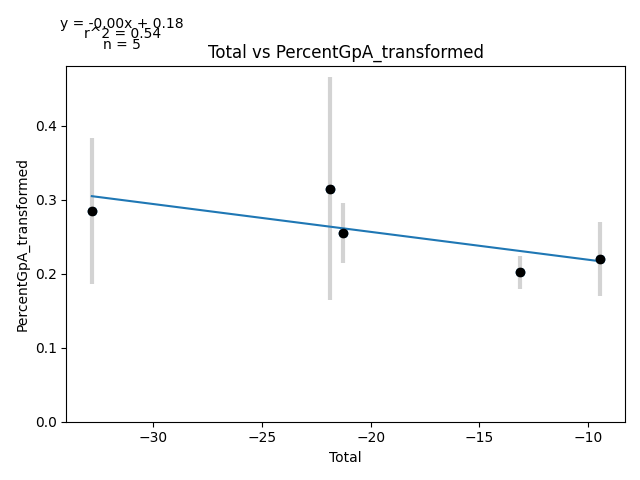 y = -0.00x + 0.18
r^2 = 0.54
n = 5
Total vs PercentGpA_transformed
PercentGpA_transformed
0.4
0.3
0.2
0.1
0.0
−30
−25
−20
−15
−10
Total